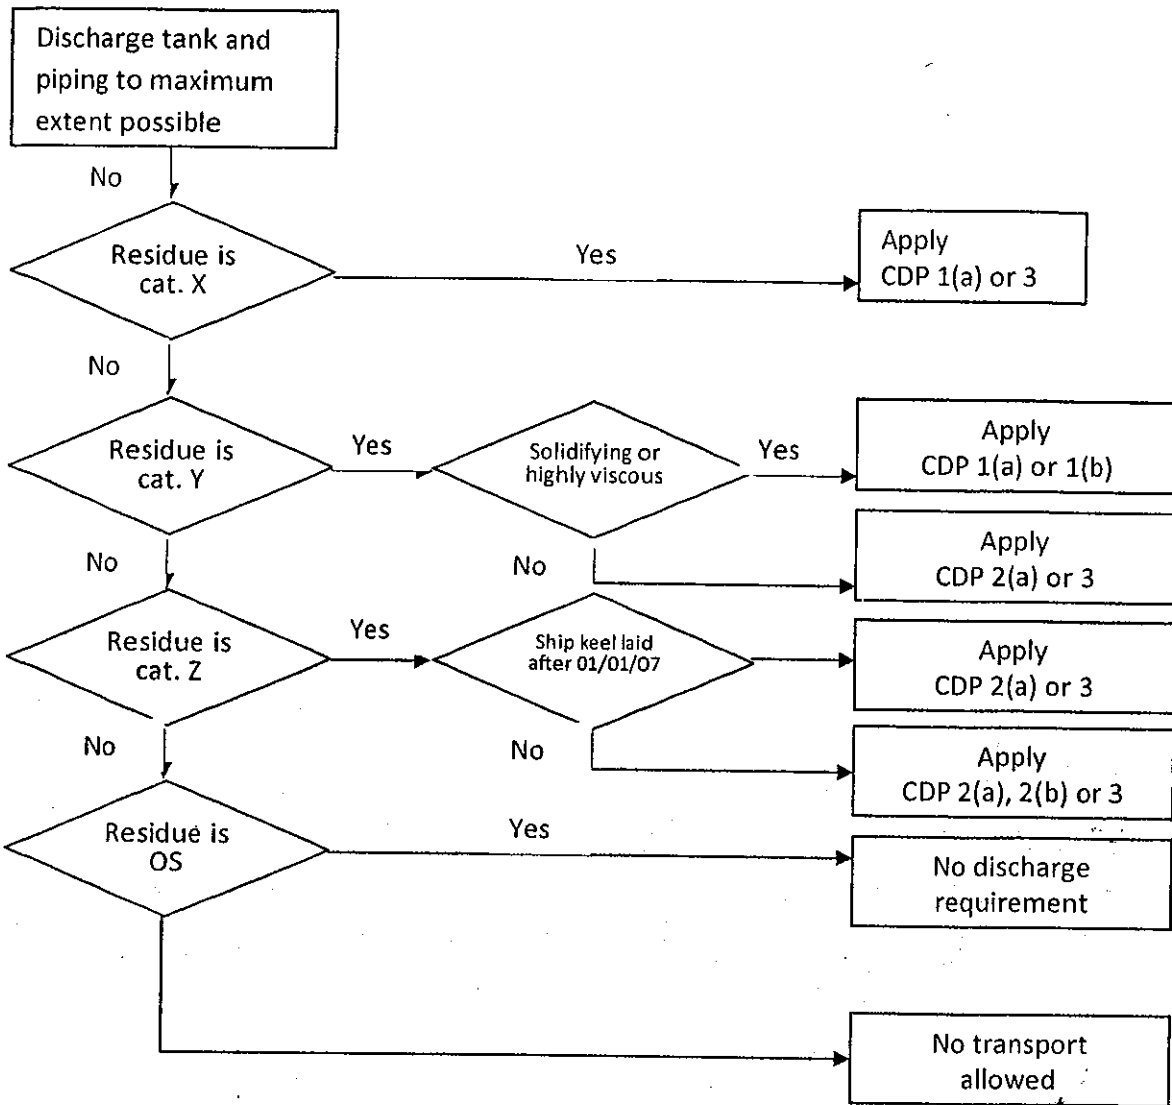 Discharge tank and
piping to maximum
extent possible
No
Residue is
cat. X
Yes
Apply
CDP 1(a) or 3
No
Residue is
cat. Y
Yes
Solidifying or
highly viscous
Yes
Apply
CDP 1(a) or 1(b)
No
Apply
CDP 2(a) or 3
No
Residue is
cat. Z
Yes
Ship keel laid
after 01/01/07
Apply
CDP 2(a) or 3
No
Apply
CDP 2(a), 2(b) or 3
No
Residue is
OS
Yes
No discharge
requirement
No transport
allowed